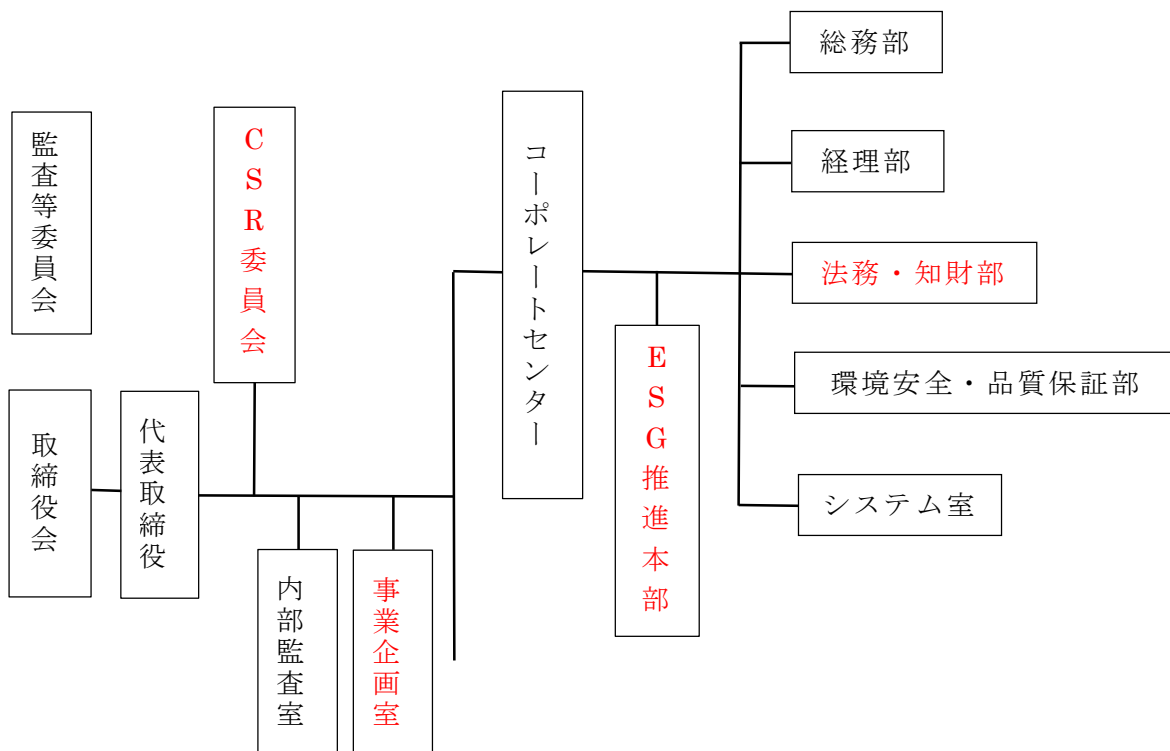 監査等委員会
取締役会
代表取締役
CSR委員会
内部監査室
事業企画室
コーポレートセンター
ESG推進本部
総務部
経理部
法務・知財部
環境安全・品質保証部
システム室